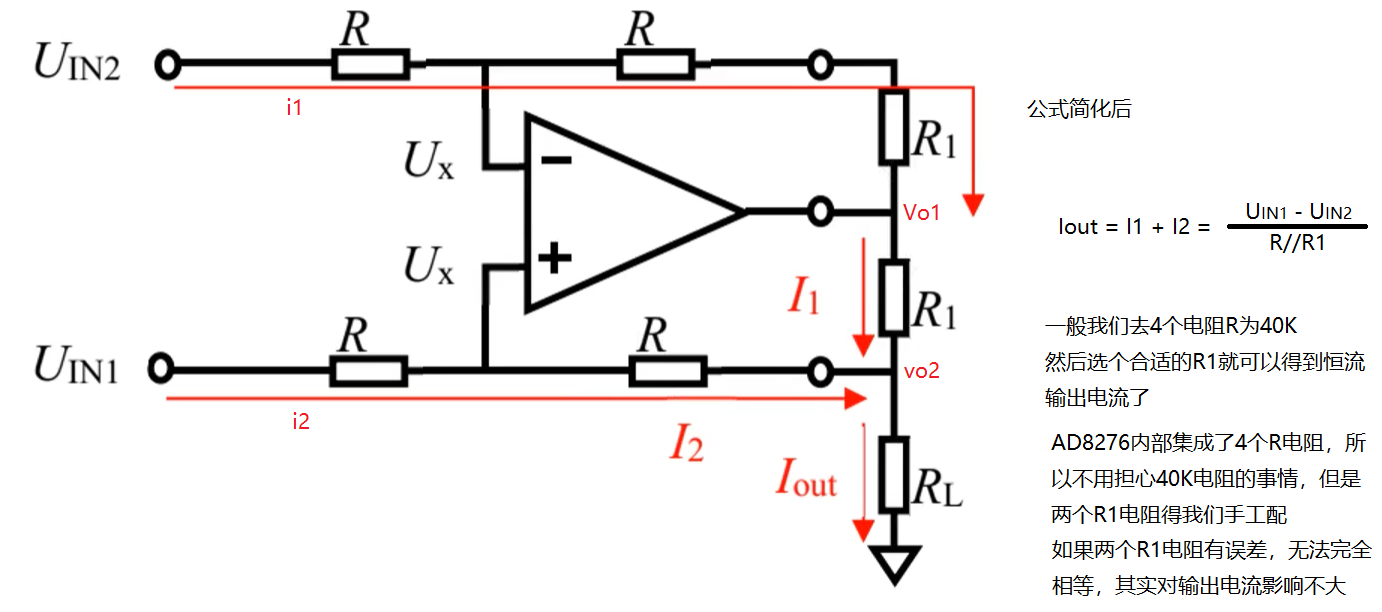 UIN2
R
R
i1
公式简化后
R1
Ux
Vo1
Iout = I1 + I2 =
UIN1 - UIN2
R//R1
Ux
I1
R1
一般我们去4个电阻R为40K
然后选个合适的R1就可以得到恒流
输出电流了
R
R
UIN1
vo2
i2
I2
Iout
RL
AD8276内部集成了4个R电阻，所
以不用担心40K电阻的事情，但是
两个R1电阻得我们手工配
如果两个R1电阻有误差，无法完全
相等，其实对输出电流影响不大